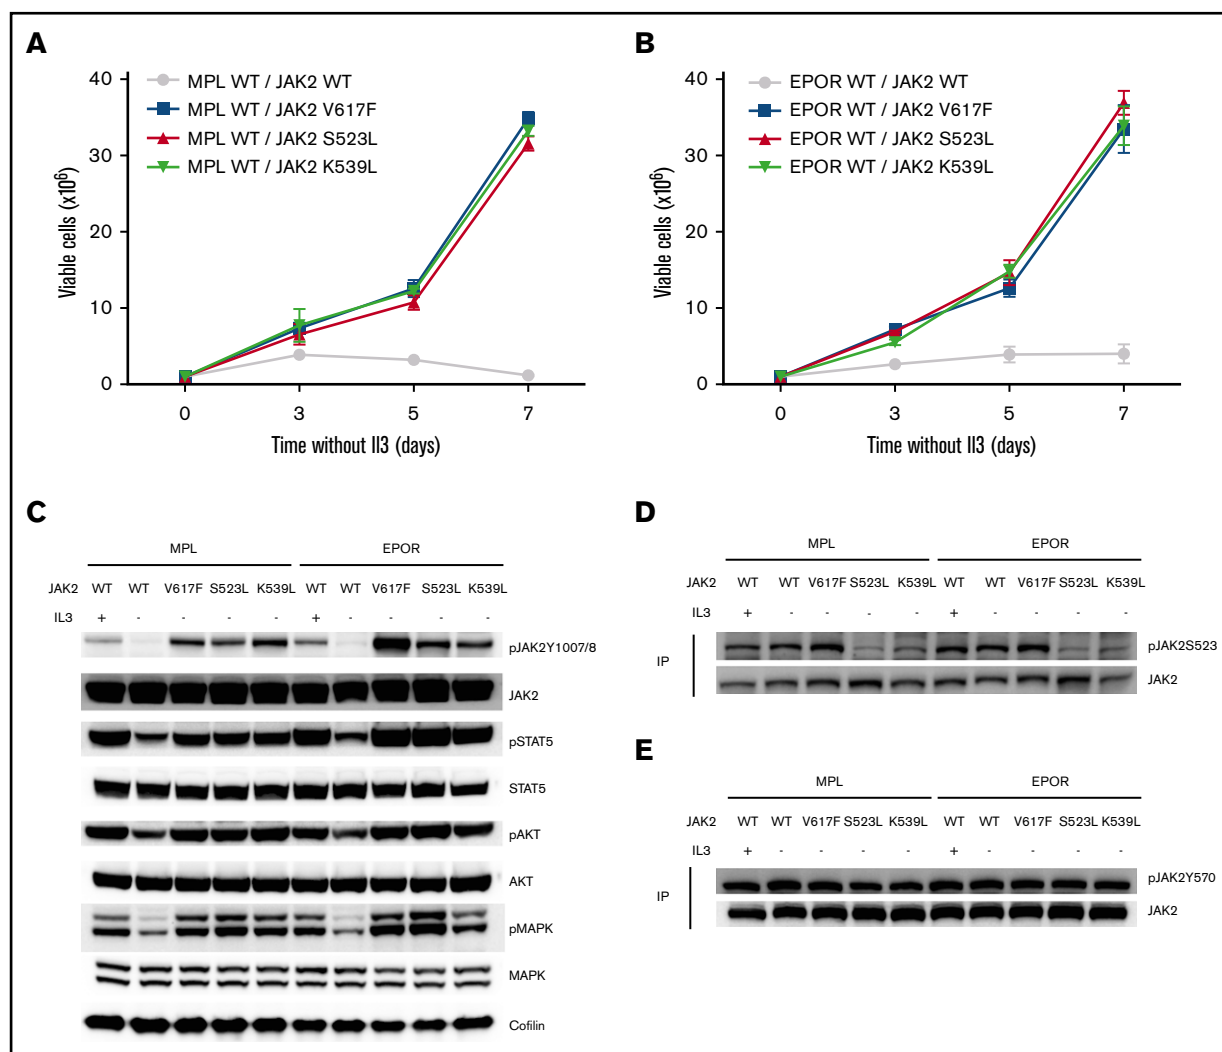 A
MPL WT / JAK2 WT
MPL WT / JAK2 V617F
MPL WT / JAK2 S523L
MPL WT / JAK2 K539L
Viable cells (x10⁶)
40
30
20
10
0
0 3 5 7
Time without Il3 (days)
B
EPOR WT / JAK2 WT
EPOR WT / JAK2 V617F
EPOR WT / JAK2 S523L
EPOR WT / JAK2 K539L
Viable cells (x10⁶)
40
30
20
10
0
0 3 5 7
Time without Il3 (days)
C
MPL EPOR
JAK2 WT WT V617F S523L K539L WT WT V617F S523L K539L
IL3 + - - - - + - - - -
pJAK2Y1007/8
JAK2
pSTAT5
STAT5
pAKT
AKT
pMAPK
MAPK
Cofilin
D
MPL EPOR
JAK2 WT WT V617F S523L K539L WT WT V617F S523L K539L
IL3 + - - - - + - - - -
IP
pJAK2S523
JAK2
E
MPL EPOR
JAK2 WT WT V617F S523L K539L WT WT V617F S523L K539L
IL3 + - - - - + - - - -
IP
pJAK2Y570
JAK2